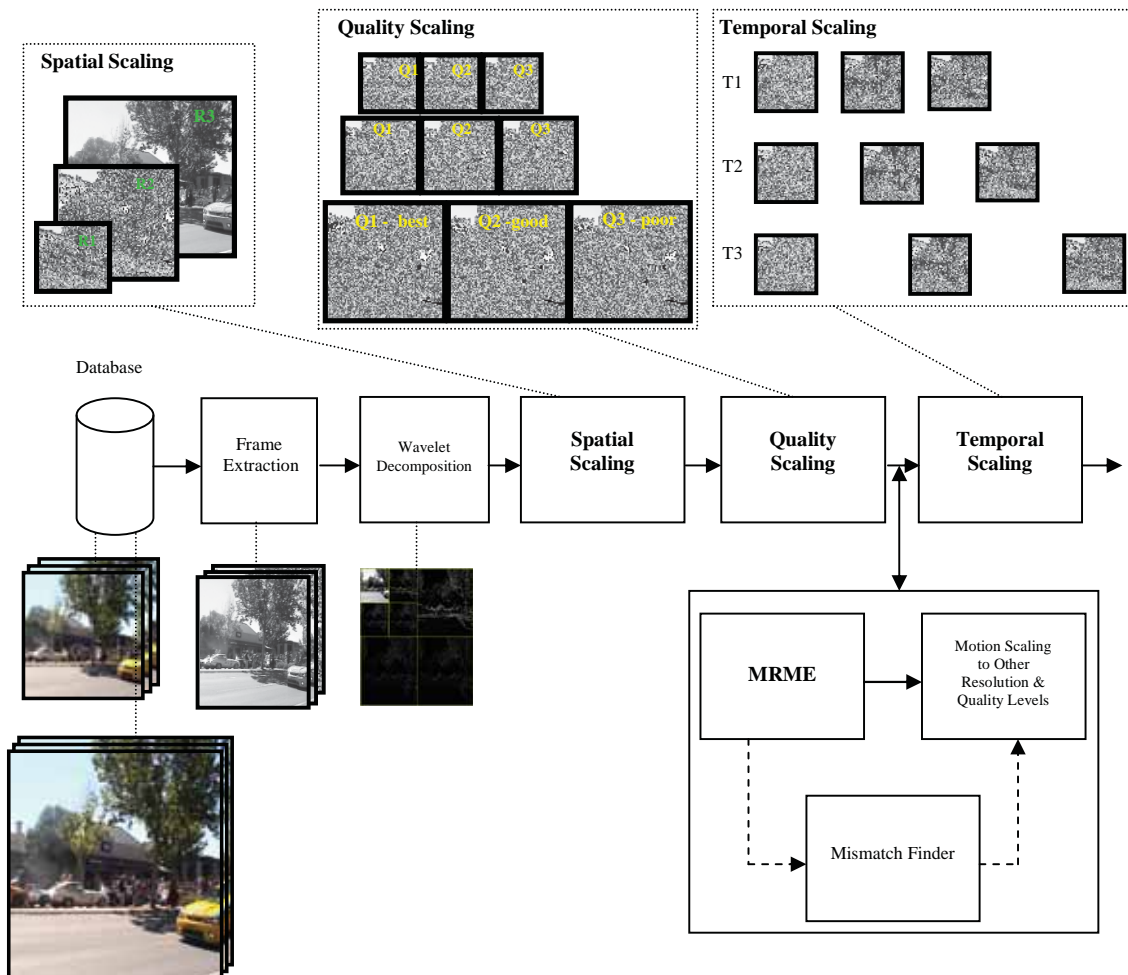 Spatial Scaling
R3
R2
R1
Quality Scaling
Q1
Q2
Q3
Q1
Q2
Q3
Q1 - best
Q2 -good
Q3 - poor
Temporal Scaling
T1
T2
T3
Database
Frame
Extraction
Wavelet
Decomposition
Spatial
Scaling
Quality
Scaling
Temporal
Scaling
MRME
Motion Scaling
to Other
Resolution &
Quality Levels
Mismatch Finder